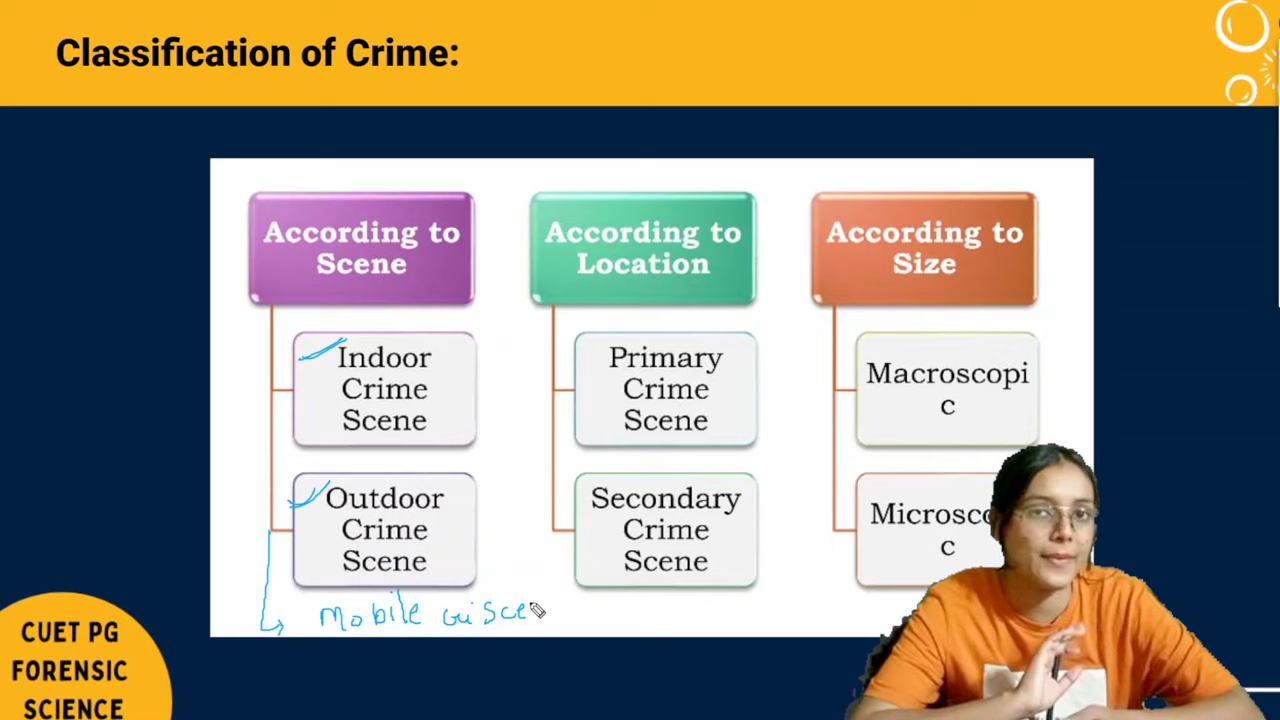 Classification of Crime:
According to
Scene
Indoor
Crime
Scene
Outdoor
Crime
Scene
Mobile
According to
Location
Primary
Crime
Scene
Secondary
Crime
Scene
According to
Size
Macroscopi
c
Microsc
c
CUET PG
FORENSIC
SCIENCE